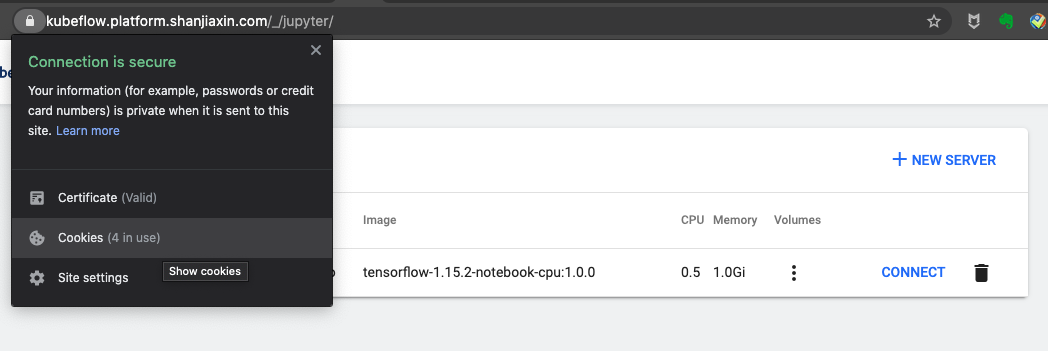 kubeflow.platform.shanjiaxin.com/_/jupyter/
Connection is secure
Your information (for example, passwords or credit
card numbers) is private when it is sent to this
site. Learn more
Certificate (Valid)
Cookies (4 in use)
Site settings
Show cookies
+ NEW SERVER
Image CPU Memory Volumes
tensorflow-1.15.2-notebook-cpu:1.0.0 0.5 1.0Gi CONNECT